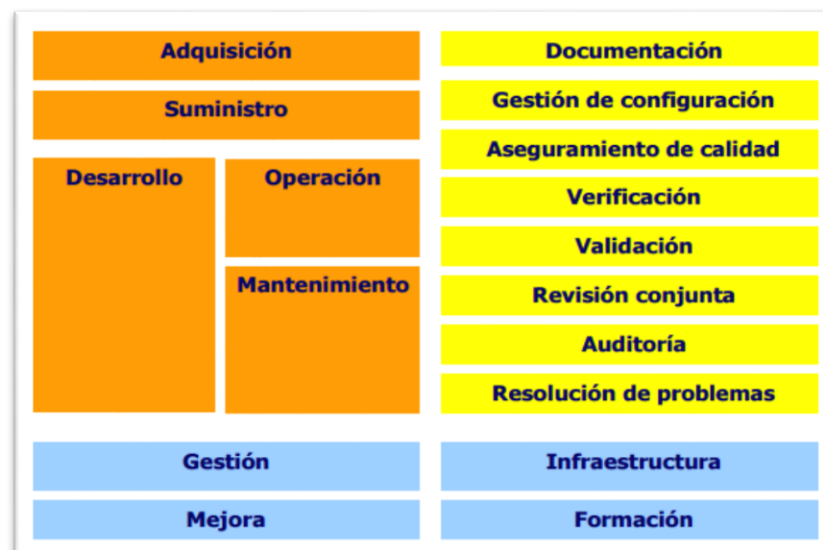 Adquisición
Suministro
Desarrollo
Operación
Mantenimiento
Documentación
Gestión de configuración
Aseguramiento de calidad
Verificación
Validación
Revisión conjunta
Auditoría
Resolución de problemas
Gestión
Infraestructura
Mejora
Formación